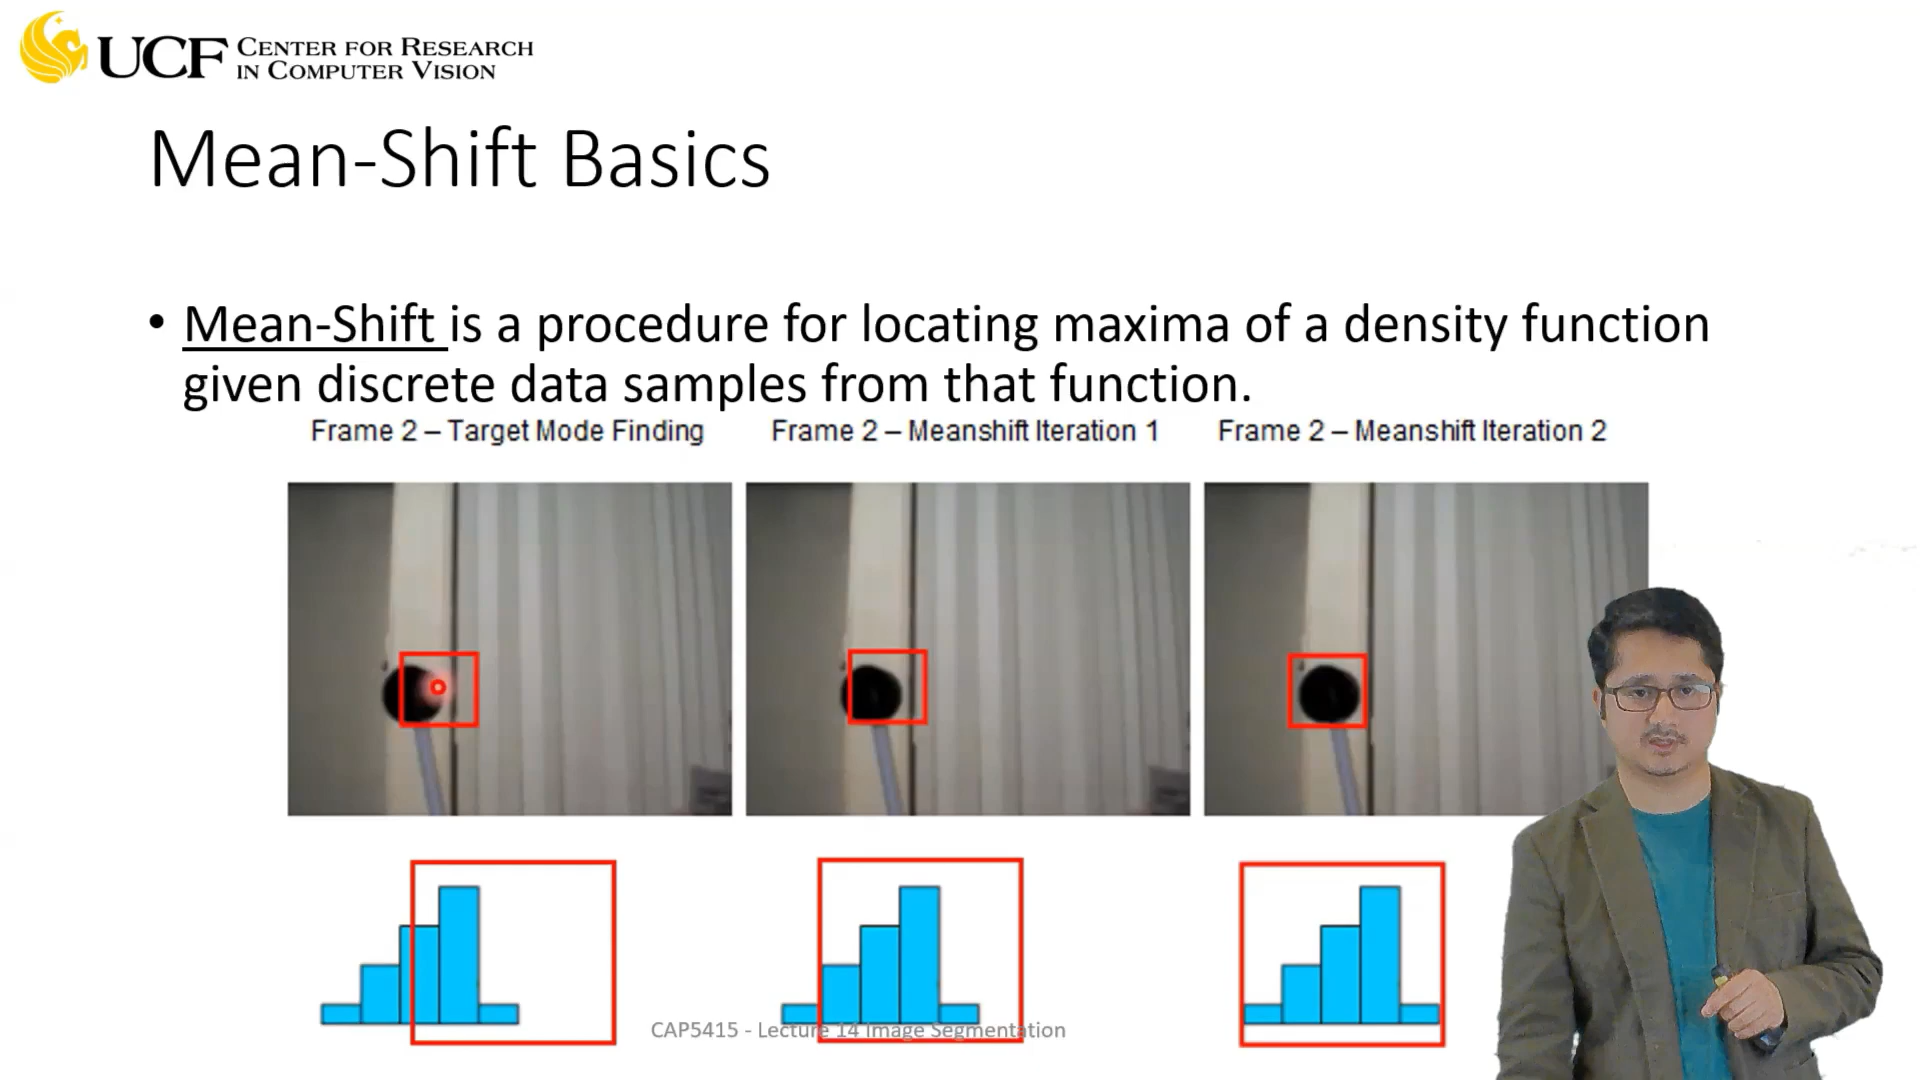 UCF CENTER FOR RESEARCH
IN COMPUTER VISION
Mean-Shift Basics
• Mean-Shift is a procedure for locating maxima of a density function
given discrete data samples from that function.
Frame 2 – Target Mode Finding
Frame 2 – Meanshift Iteration 1
Frame 2 – Meanshift Iteration 2
CAP5415 - Lecture 14 Image Segmentation